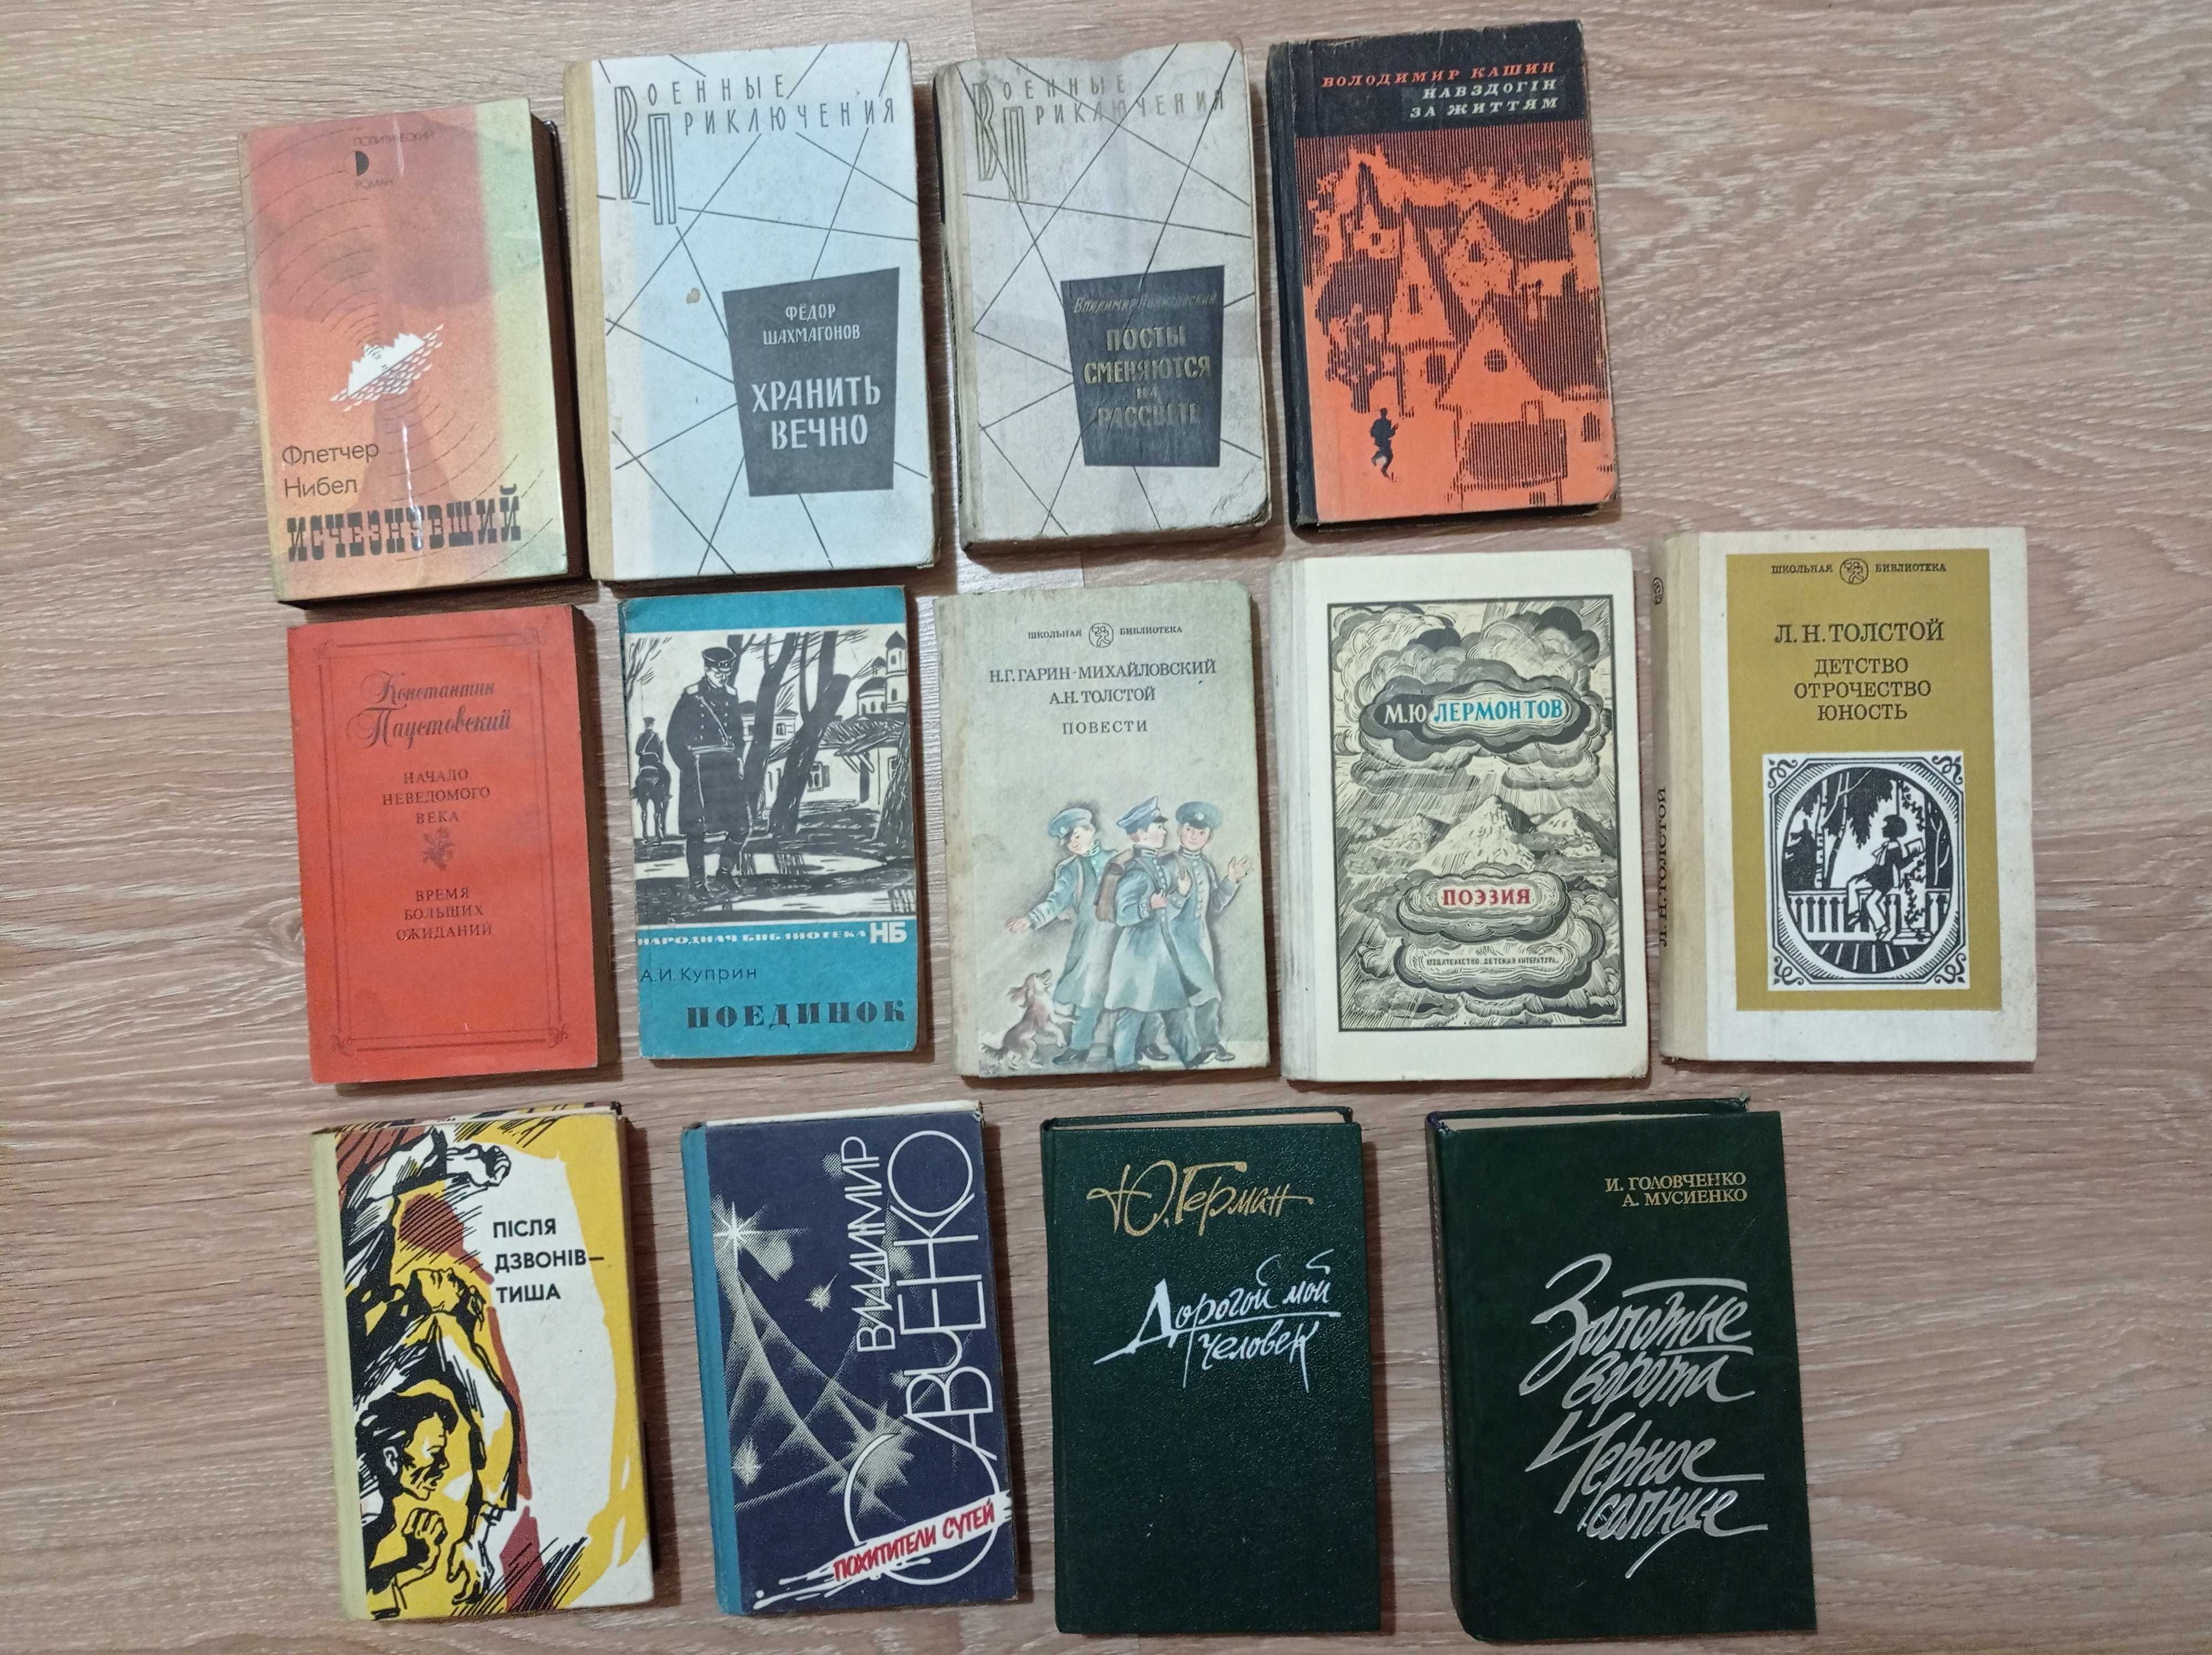 ПОЛИТИЧЕСКИЙ
РОМАН
Флетчер
Нибел
ИСЧЕЗНУВШИЙ
ВОЕННЫЕ
ПРИКЛЮЧЕНИЯ
ФЁДОР
ШАХМАГОНОВ
ХРАНИТЬ
ВЕЧНО
ВОЕННЫЕ
ПРИКЛЮЧЕНИЯ
Владимир
ПОСТЫ
СМЕНЯЮТСЯ
НА
РАССВЕТЕ
ВОЛОДИМИР КАШИН
НАВЗДОГІН
ЗА ЖИТТЯМ
Константин
Паустовский
НАЧАЛО
НЕВЕДОМОГО
ВЕКА
ВРЕМЯ
БОЛЬШИХ
ОЖИДАНИЙ
НАРОДНАЯ БИБЛИОТЕКА НБ
А.И. Куприн
ПОЕДИНОК
ШКОЛЬНАЯ БИБЛИОТЕКА
Н.Г. ГАРИН-МИХАЙЛОВСКИЙ
А.Н. ТОЛСТОЙ
ПОВЕСТИ
М.Ю ЛЕРМОНТОВ
ПОЭЗИЯ
ИЗДАТЕЛЬСТВО „ДЕТСКАЯ ЛИТЕРАТУРА„
Л. Н. ТОЛСТОЙ
ШКОЛЬНАЯ БИБЛИОТЕКА
Л. Н. ТОЛСТОЙ
ДЕТСТВО
ОТРОЧЕСТВО
ЮНОСТЬ
ПІСЛЯ
ДЗВОНІВ—
ТИША
ВЛАДИМИР
САВЧЕНКО
ПОХИТИТЕЛИ СУТЕЙ
Ю. Герман
Дорогой мой
человек
И. ГОЛОВЧЕНКО
А. МУСИЕНКО
Золотые
ворота
Черное
солнце